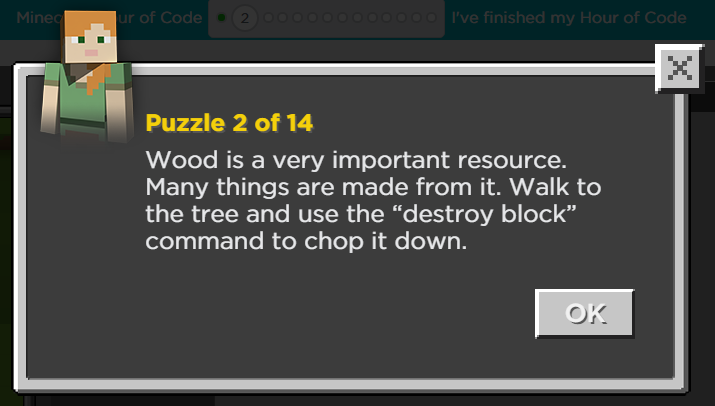 Minec our of Code 2 I've finished my Hour of Code
Puzzle 2 of 14
Wood is a very important resource.
Many things are made from it. Walk to
the tree and use the “destroy block”
command to chop it down.
OK